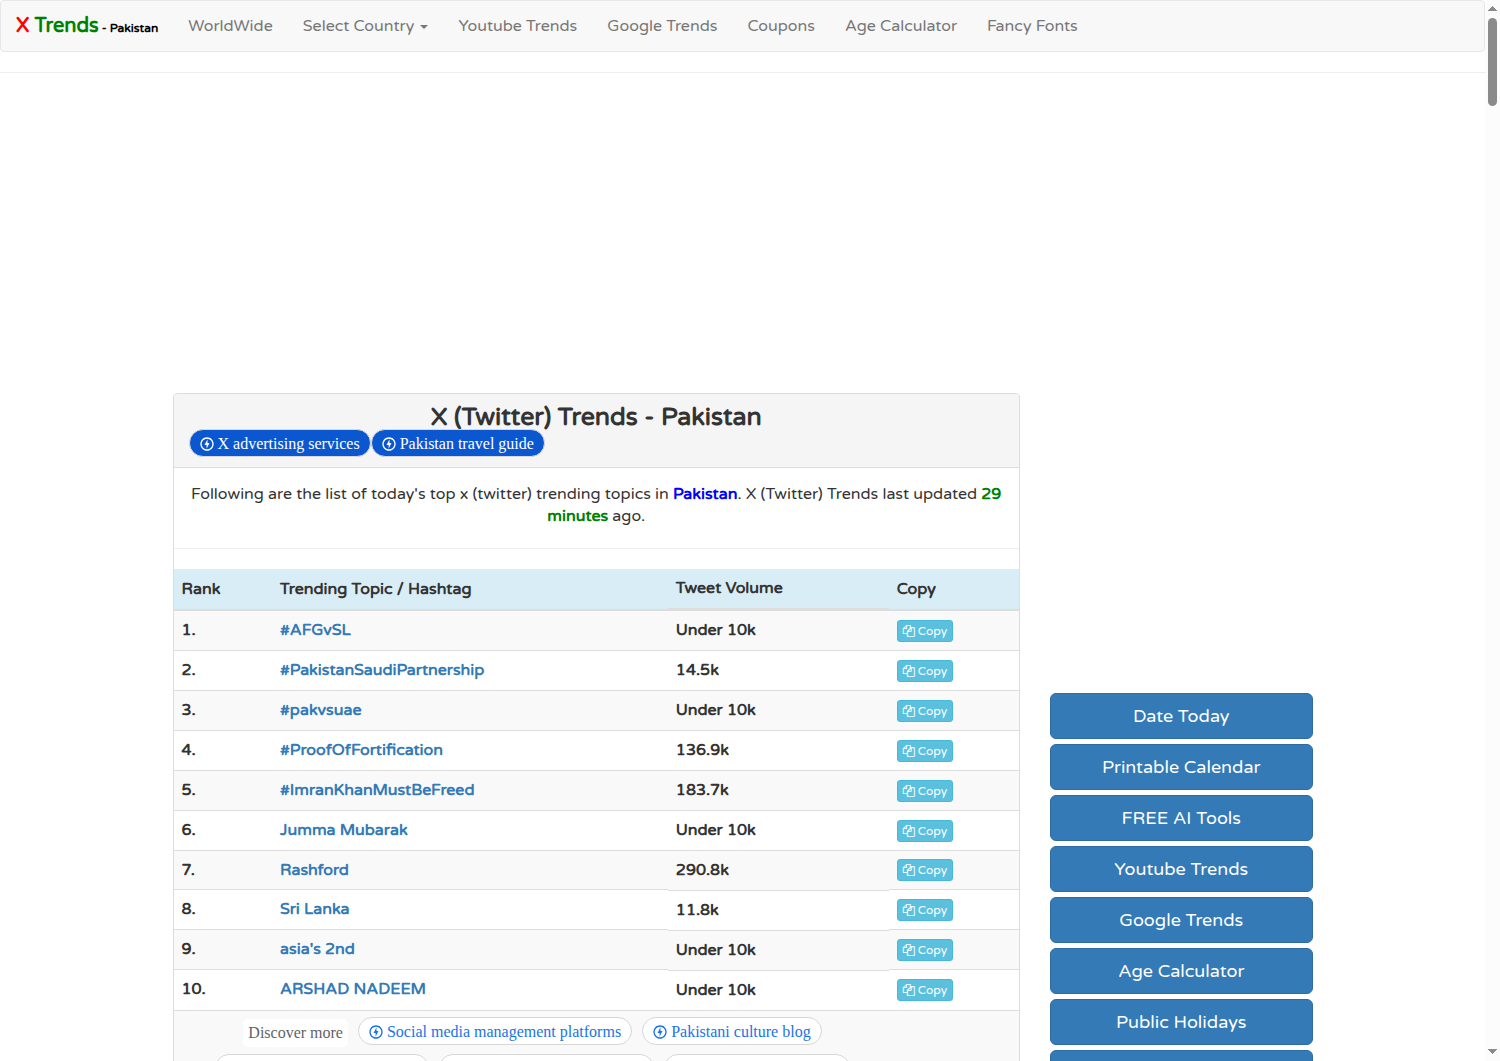 X Trends - Pakistan WorldWide Select Country Youtube Trends Google Trends Coupons Age Calculator Fancy Fonts
X (Twitter) Trends - Pakistan
X advertising services Pakistan travel guide
Following are the list of today's top x (twitter) trending topics in Pakistan. X (Twitter) Trends last updated 29
minutes ago.
Rank Trending Topic / Hashtag Tweet Volume Copy
1. #AFGvSL Under 10k Copy
2. #PakistanSaudiPartnership 14.5k Copy
3. #pakvsuae Under 10k Copy
4. #ProofOfFortification 136.9k Copy
5. #ImranKhanMustBeFreed 183.7k Copy
6. Jumma Mubarak Under 10k Copy
7. Rashford 290.8k Copy
8. Sri Lanka 11.8k Copy
9. asia's 2nd Under 10k Copy
10. ARSHAD NADEEM Under 10k Copy
Discover more Social media management platforms Pakistani culture blog
Date Today
Printable Calendar
FREE AI Tools
Youtube Trends
Google Trends
Age Calculator
Public Holidays